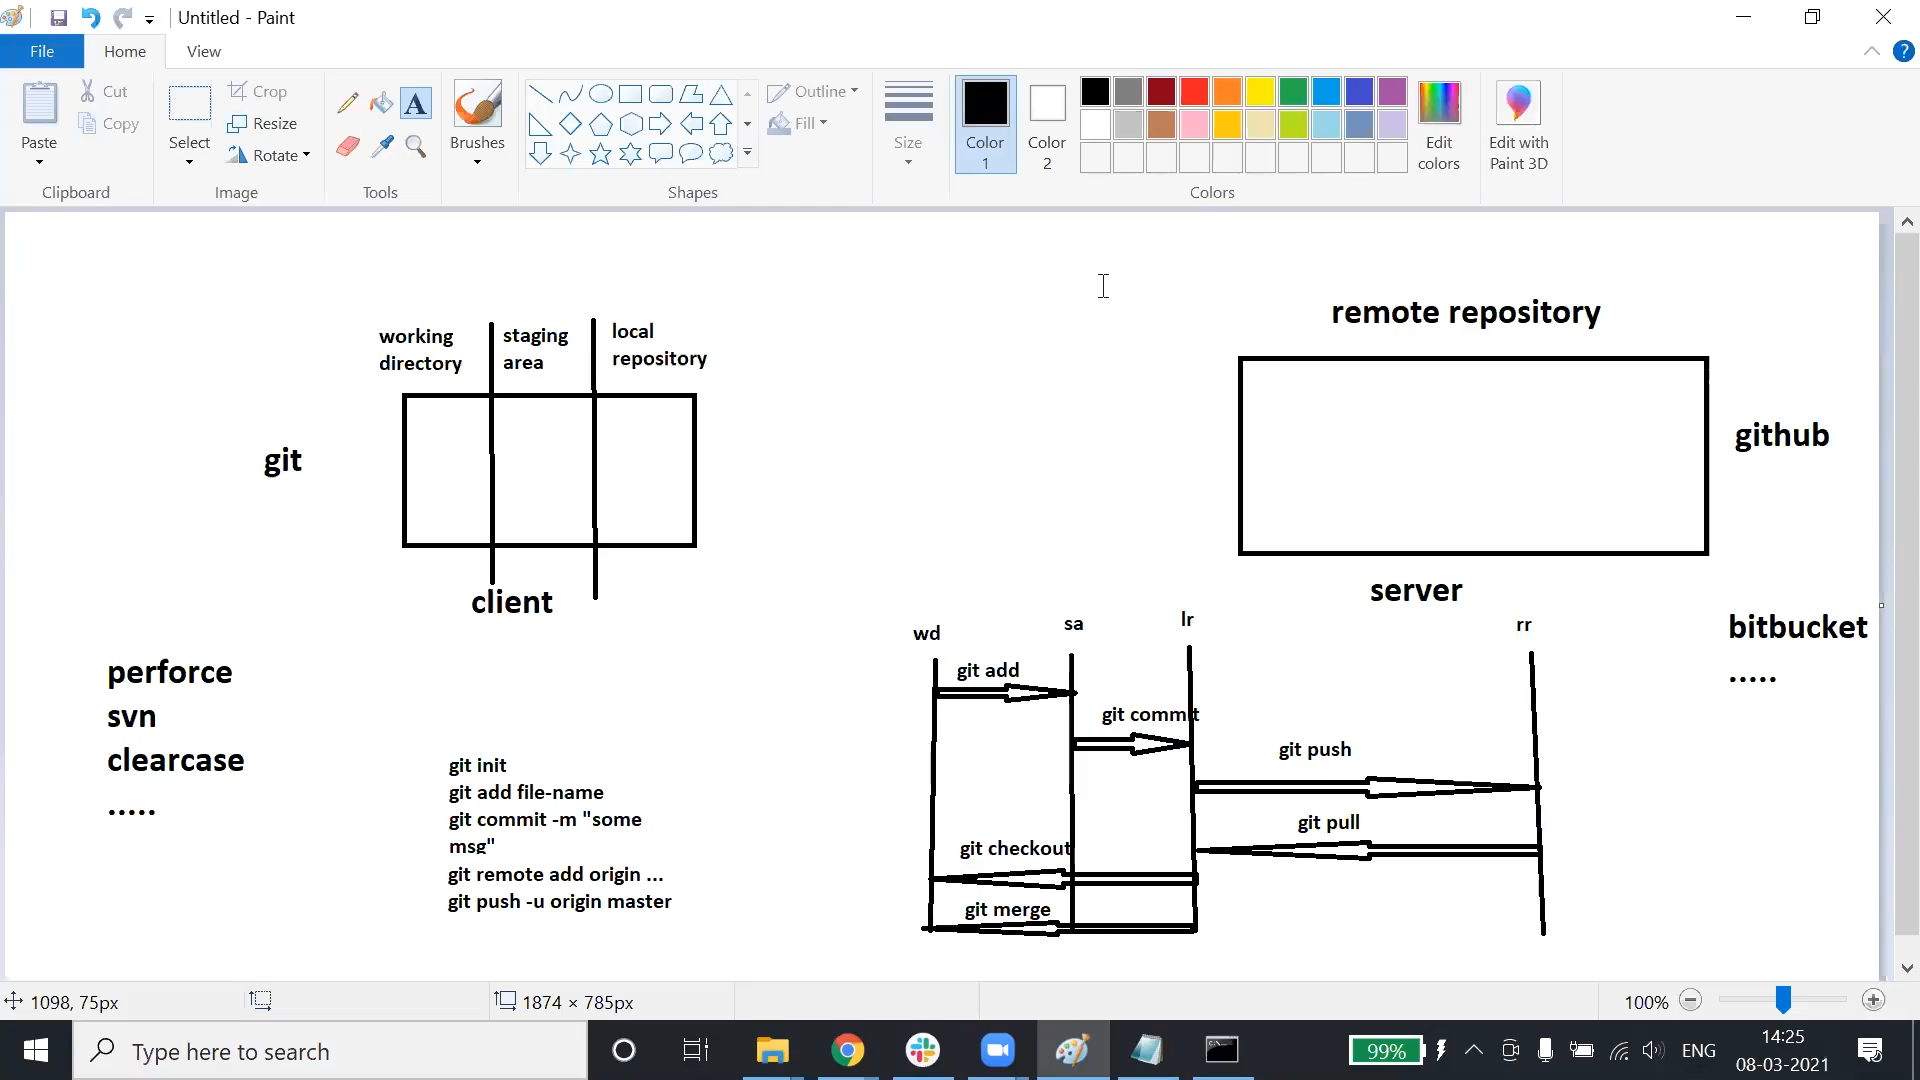 Untitled - Paint
File
Home
View
Paste
Cut
Copy
Clipboard
Select
Crop
Resize
Rotate
Image
A
Tools
Brushes
Outline
Fill
Shapes
Size
Color
1
Color
2
Edit
colors
Colors
Edit with
Paint 3D
?
remote repository
working
directory
staging
area
local
repository
git
github
client
server
bitbucket
.....
perforce
svn
clearcase
.....
wd
sa
lr
rr
git add
git commit
git push
git pull
git checkout
git merge
git init
git add file-name
git commit -m "some
msg"
git remote add origin ...
git push -u origin master
1098, 75px
1874 × 785px
100%
Type here to search
99%
ENG
14:25
08-03-2021